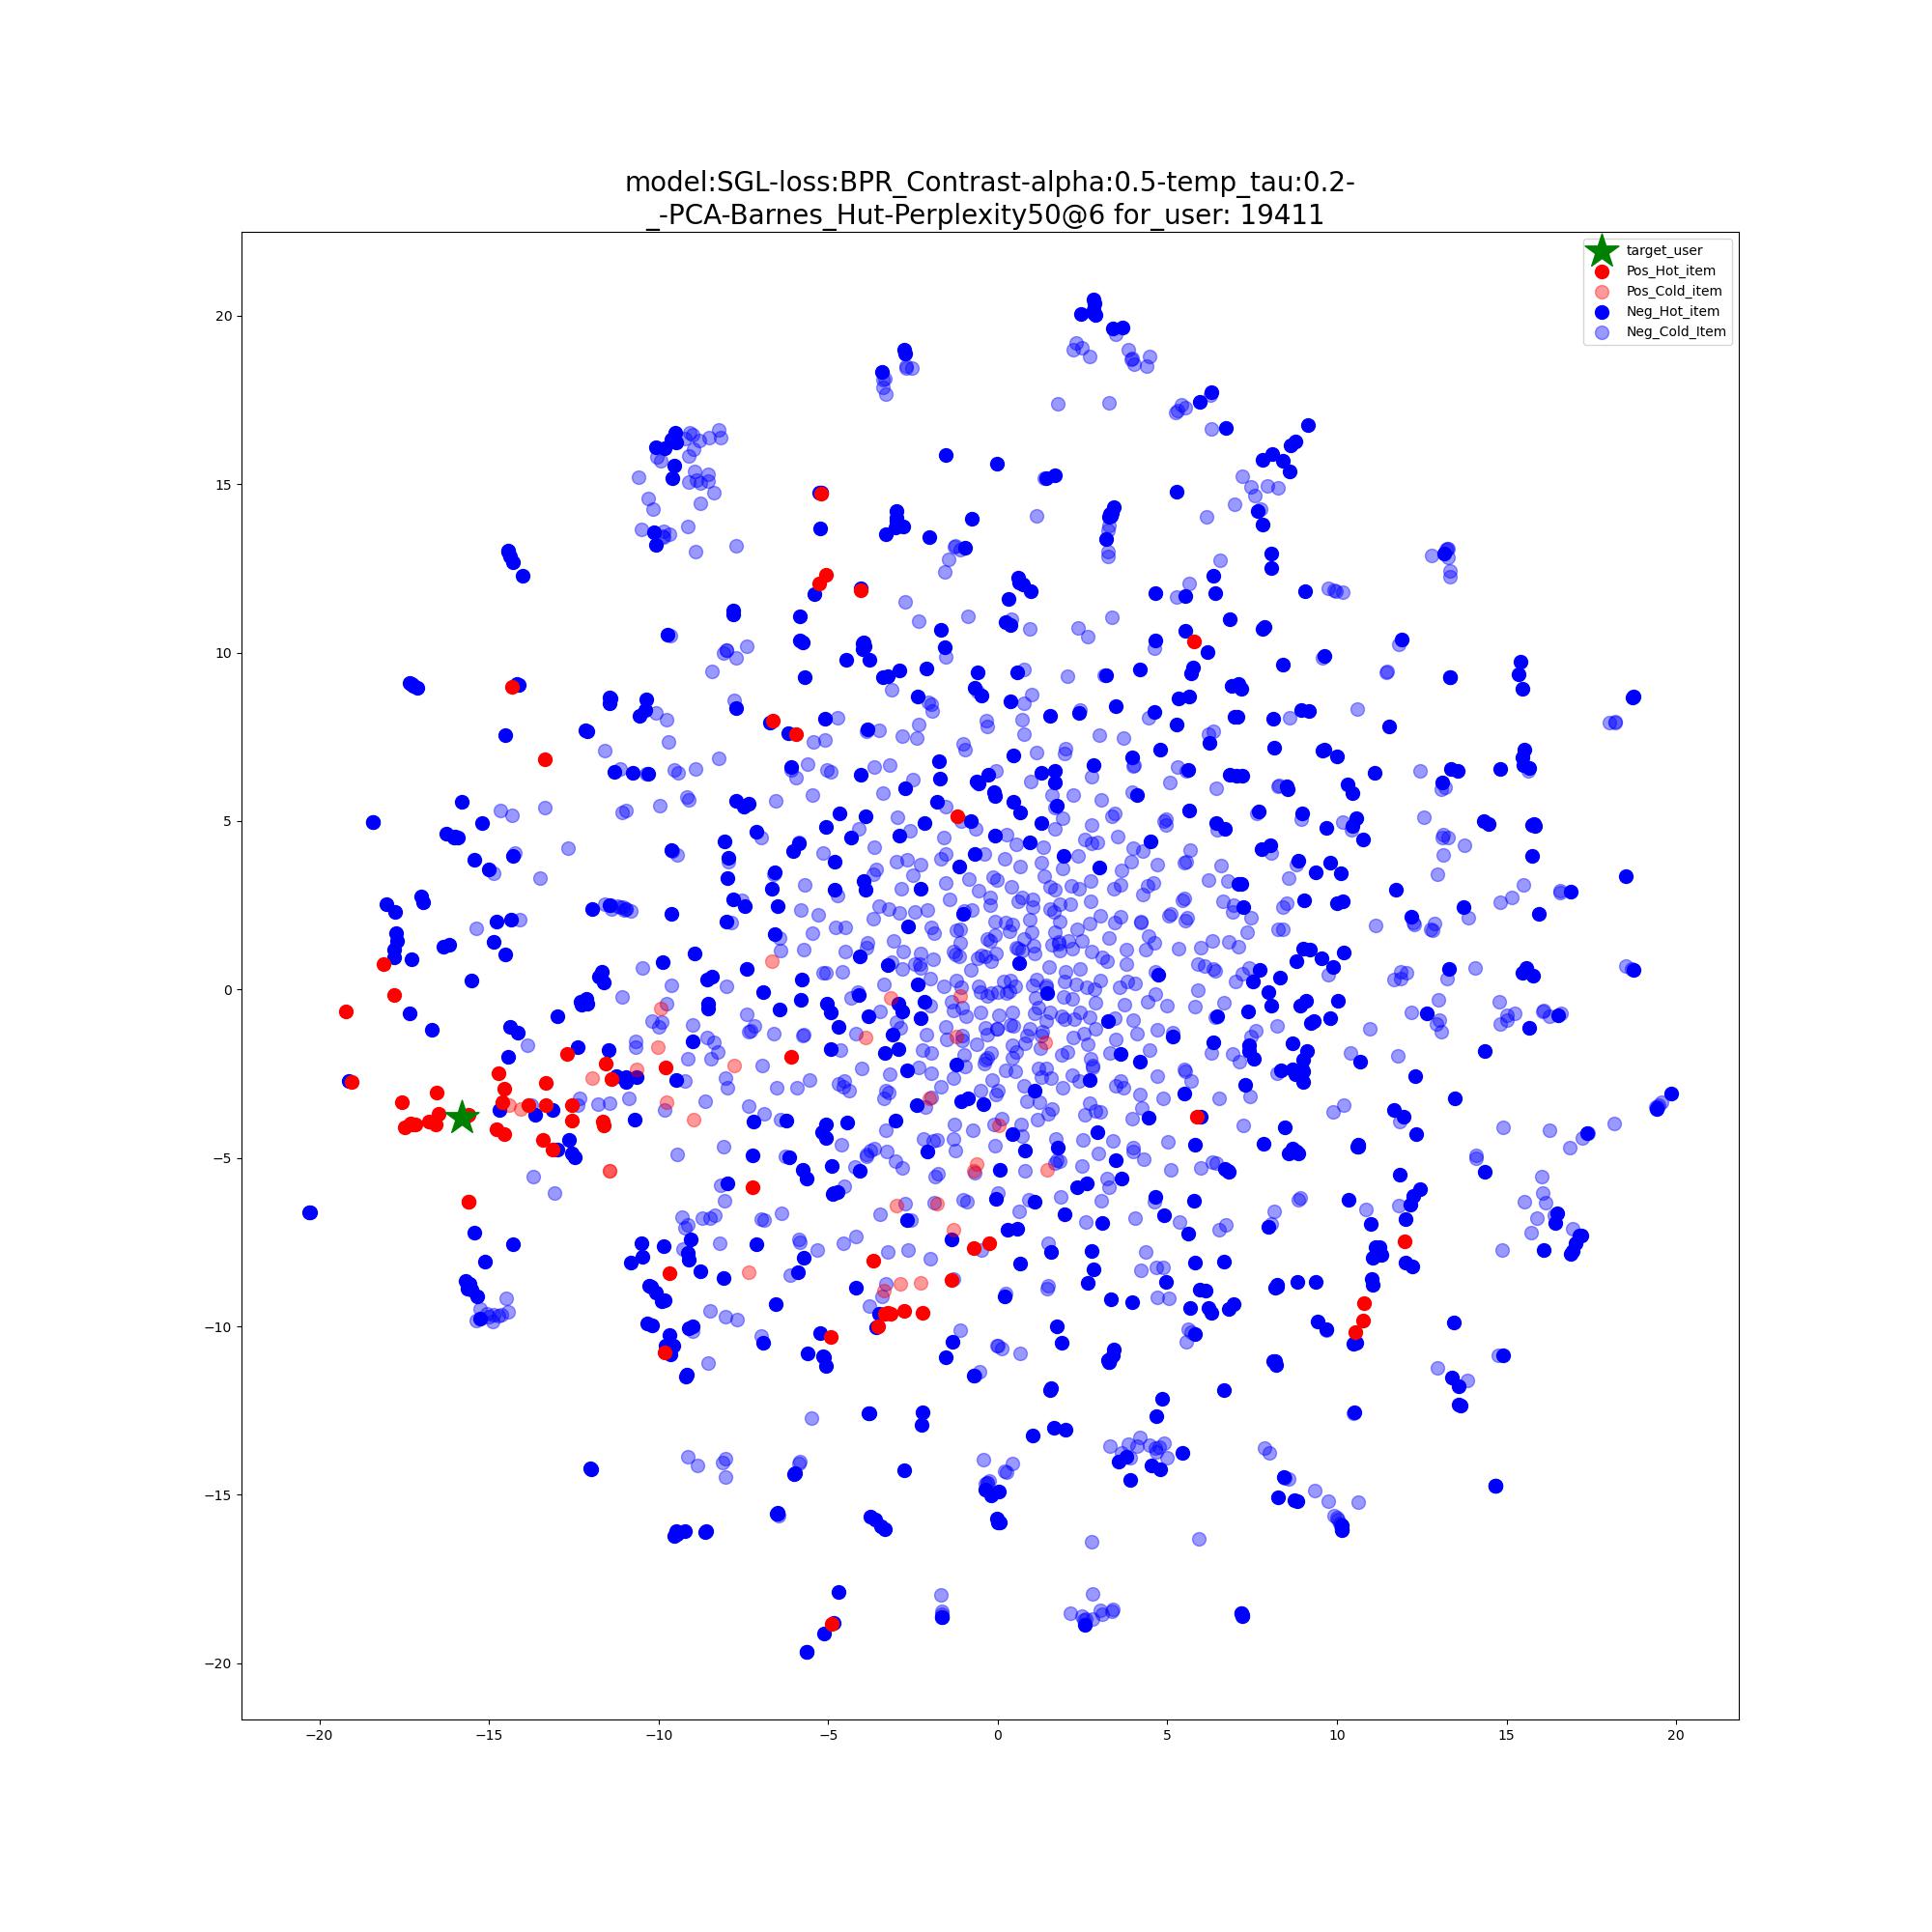 model:SGL-loss:BPR_Contrast-alpha:0.5-temp_tau:0.2-
_-PCA-Barnes_Hut-Perplexity50@6 for_user: 19411
target_user
Pos_Hot_item
Pos_Cold_item
Neg_Hot_item
Neg_Cold_Item
20
15
10
5
0
−5
−10
−15
−20
−20 −15 −10 −5 0 5 10 15 20